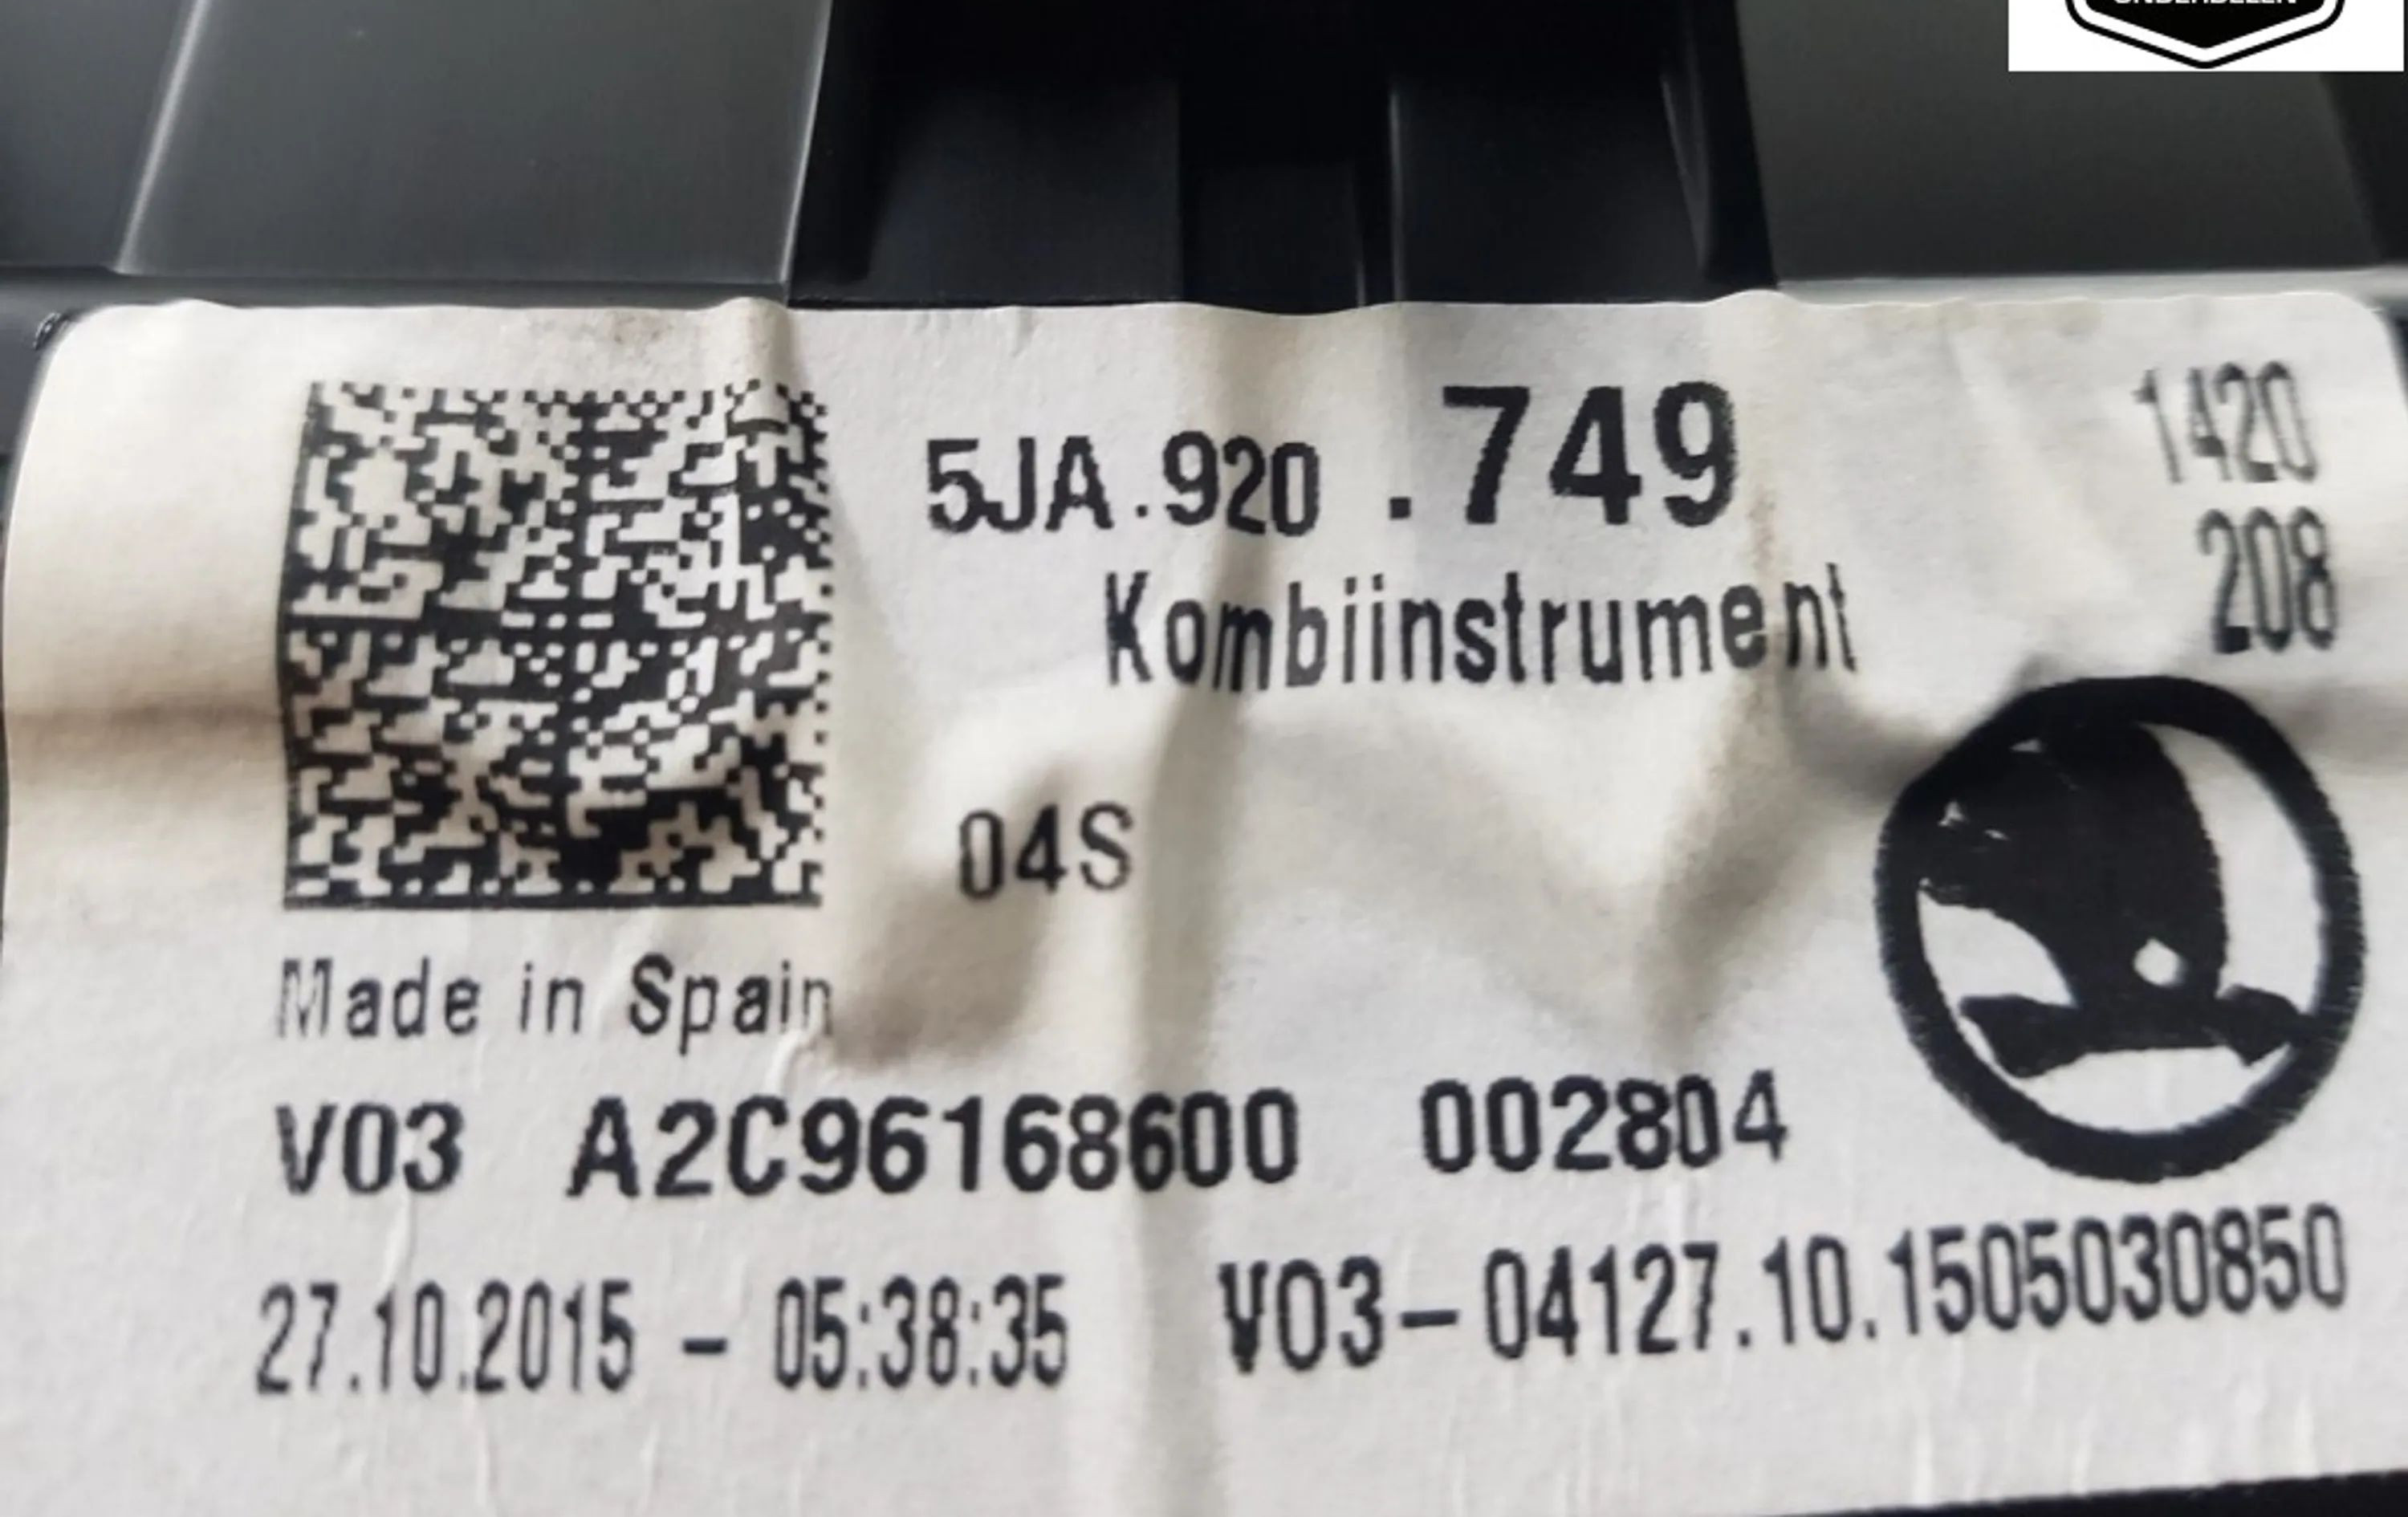 ONDERDELEN
5JA.920 .749
1420
208
Kombiinstrument
04S
Made in Spain
V03 A2C96168600 002804
27.10.2015 - 05:38:35 V03-04127.10.1505030850